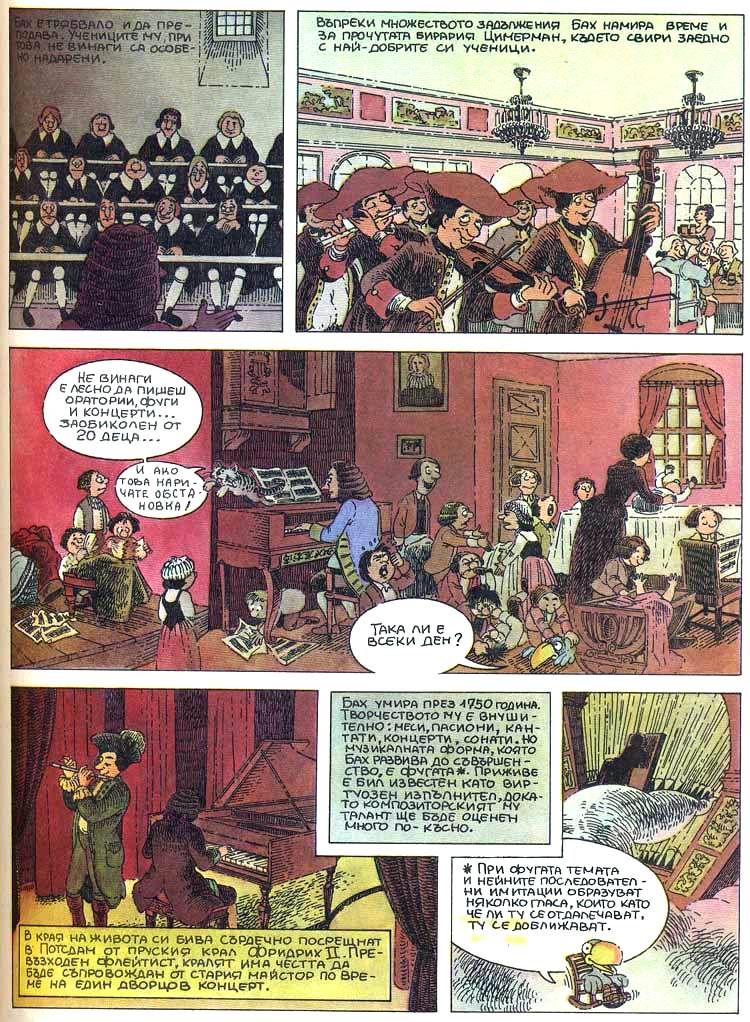 БАХ Е ТРЯБВАЛО И ДА ПРЕ-
ПОДАВА. УЧЕНИЦИТЕ МУ, ПРИ
ТОВА, НЕ ВИНАГИ СА ОСОБЕ-
НО НАДАРЕНИ.
ВЪПРЕКИ МНОЖЕСТВОТО ЗАДЪЛЖЕНИЯ БАХ НАМИРА ВРЕМЕ И
ЗА ПРОЧУТАТА БИРАРИЯ ЦИМЕРМАН, КЪДЕТО СВИРИ ЗАЕДНО
С НАЙ-ДОБРИТЕ СИ УЧЕНИЦИ.
НЕ ВИНАГИ
Е ЛЕСНО ДА ПИШЕШ
ОРАТОРИИ, ФУГИ
И КОНЦЕРТИ...
ЗАОБИКОЛЕН ОТ
20 ДЕЦА...
И АКО
ТОВА НАРИ-
ЧАТЕ ОБСТА-
НОВКА!
ТАКА ЛИ Е
ВСЕКИ ДЕН?
В КРАЯ НА ЖИВОТА СИ БИВА СЪРДЕЧНО ПОСРЕЩНАТ
В ПОТСДАН ОТ ПРУСКИЯ КРАЛ ФРИДРИХ II. ПРЕ-
ВЪЗХОДЕН ФЛЕЙТИСТ, КРАЛЯТ ИМА ЧЕСТТА ДА
БЪДЕ СЪПРОВОЖДАН ОТ СТАРИЯ МАЙСТОР ПО ВРЕ-
МЕ НА ЕДИН ДВОРЦОВ КОНЦЕРТ.
БАХ УМИРА ПРЕЗ 1750 ГОДИНА.
ТВОРЧЕСТВОТО МУ Е ВНУШИ-
ТЕЛНО: МЕСИ, ПАСИОНИ, КАН-
ТАТИ, КОНЦЕРТИ, СОНАТИ. НО
МУЗИКАЛНАТА ФОРМА, КОЯТО
БАХ РАЗВИВА ДО СЪВЪРШЕН-
СТВО, Е ФУГАТА*. ПРИЖИВЕ
Е БИЛ ИЗВЕСТЕН КАТО ВИР-
ТУОЗЕН ИЗПЪЛНИТЕЛ, ДОКА-
ТО КОМПОЗИТОРСКИЯТ МУ
ТАЛАНТ ЩЕ БЪДЕ ОЦЕНЕН
МНОГО ПО-КЪСНО.
* ПРИ ФУГАТА ТЕМАТА
И НЕЙНИТЕ ПОСЛЕДОВАТЕЛ-
НИ ИМИТАЦИИ ОБРАЗУВАТ
НЯКОЛКО ГЛАСА, КОИТО КАТО
ЧЕ ЛИ ТУ СЕ ОТДАЛЕЧАВАТ,
ТУ СЕ ДОБЛИЖАВАТ.